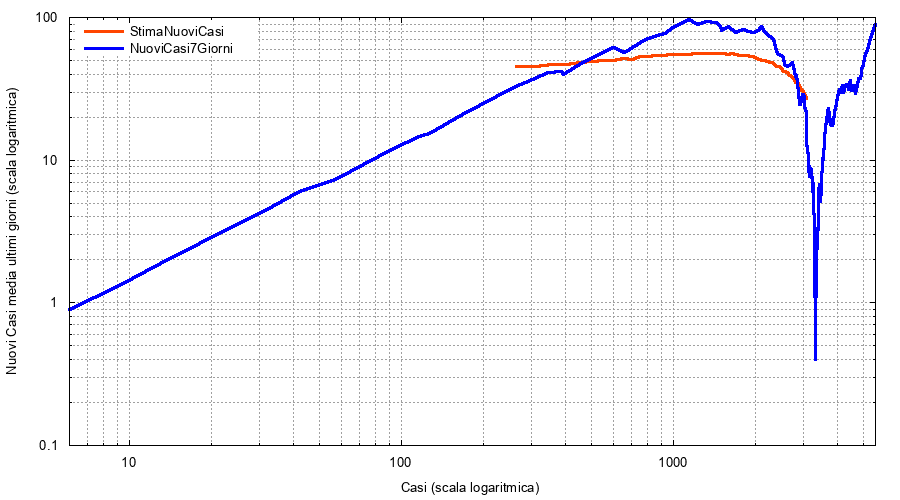 100
StimaNuoviCasi
NuoviCasi7Giorni
10
1
0.1
10
100
1000
Nuovi Casi media ultimi giorni (scala logaritmica)
Casi (scala logaritmica)